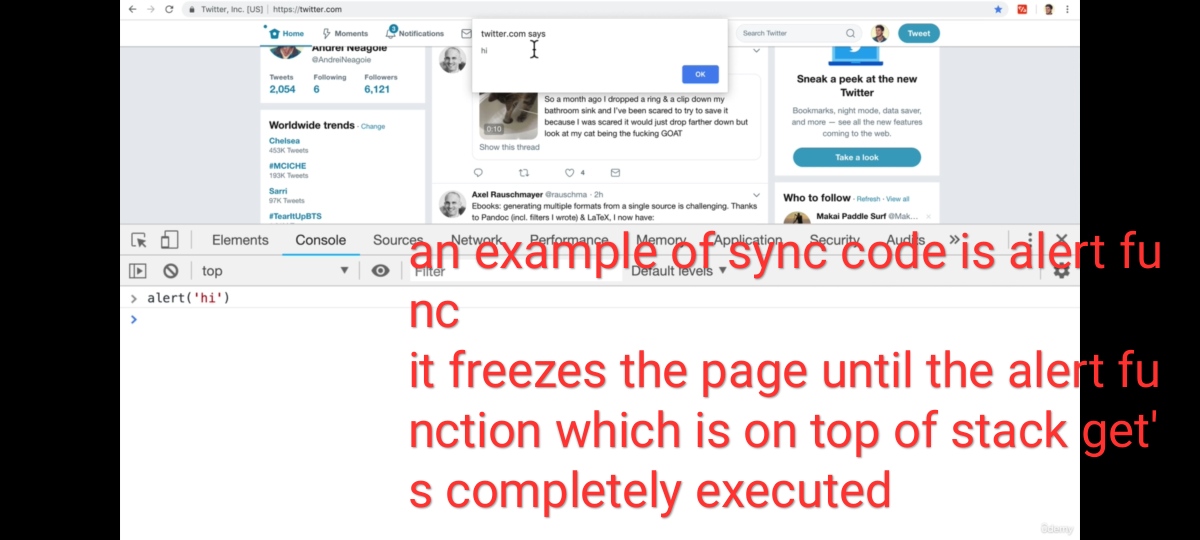 Twitter, Inc. [US] | https://twitter.com
twitter.com says
hi
OK
Home Moments 3 Notifications
Search Twitter
Tweet
Andrei Neagoie
@AndreiNeagoie
Tweets Following Followers
2,054 6 6,121
Worldwide trends · Change
Chelsea
453K Tweets
#MCICHE
193K Tweets
Sarri
97K Tweets
#TearItUpBTS
So a month ago I dropped a ring & a clip down my
bathroom sink and I've been scared to try to save it
because I was scared it would just drop farther down but
look at my cat being the fucking GOAT
0:10
Show this thread
4
Axel Rauschmayer @rauschma · 2h
Ebooks: generating multiple formats from a single source is challenging. Thanks
to Pandoc (incl. filters I wrote) & LaTeX, I now have:
Sneak a peek at the new
Twitter
Bookmarks, night mode, data saver,
and more — see all the new features
coming to the web.
Take a look
Who to follow · Refresh · View all
Makai Paddle Surf @Mak...
Elements Console Sources Network Performance Memory Application Security Audits »
top Filter Default levels
> alert('hi')
>
an example of sync code is alert fu
nc
it freezes the page until the alert fu
nction which is on top of stack get'
s completely executed
Udemy